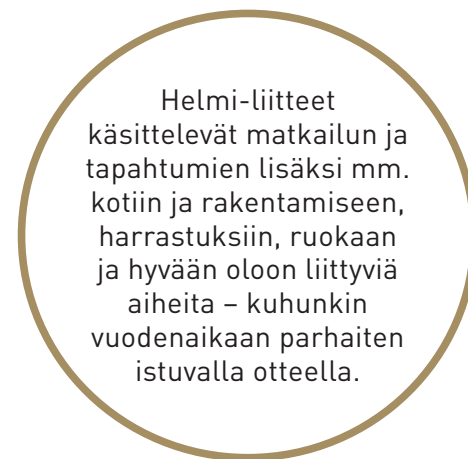 Helmi-liitteet
käsittelevät matkailun ja
tapahtumien lisäksi mm.
kotiin ja rakentamiseen,
harrastuksiin, ruokaan
ja hyvään oloon liittyviä
aiheita – kuhunkin
vuodenaikaan parhaiten
istuvalla otteella.